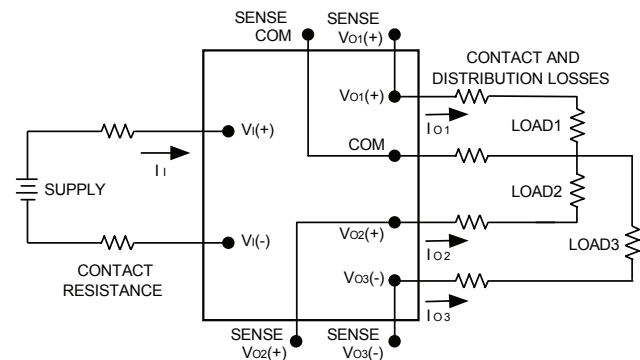 SENSE
COM
SENSE
VO1(+)
CONTACT AND
DISTRIBUTION LOSSES
VO1(+)
IO1
LOAD1
VI(+)
COM
II
SUPPLY
LOAD2
VO2(+)
VI(-)
IO2
LOAD3
CONTACT
RESISTANCE
VO3(-)
IO3
SENSE
VO2(+)
SENSE
VO3(-)